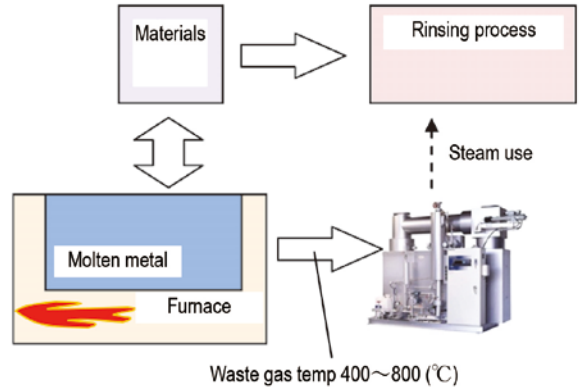 Materials
Rinsing process
Steam use
Molten metal
Furnace
Waste gas temp 400～800 (℃)